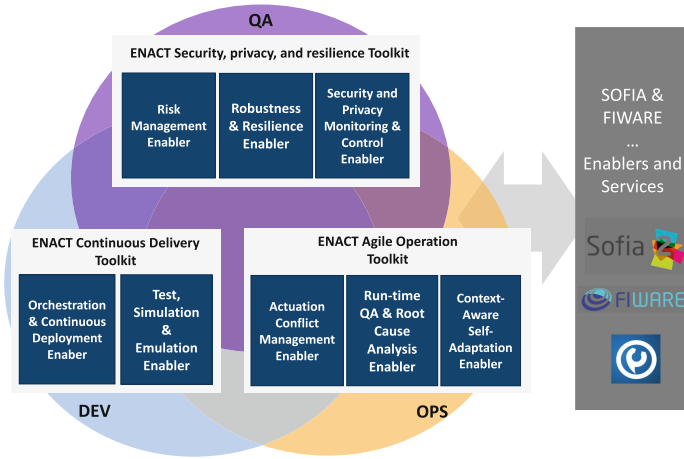 QA
ENACT Security, privacy, and resilience Toolkit
Risk
Management
Enabler
Robustness
& Resilience
Enabler
Security and
Privacy
Monitoring &
Control
Enabler
ENACT Continuous Delivery
Toolkit
Orchestration
& Continuous
Deployment
Enaber
Test,
Simulation
&
Emulation
Enabler
ENACT Agile Operation
Toolkit
Actuation
Conflict
Management
Enabler
Run-time
QA & Root
Cause
Analysis
Enabler
Context-
Aware
Self-
Adaptation
Enabler
DEV
OPS
SOFIA &
FIWARE
...
Enablers and
Services
Sofia 2
FIWARE